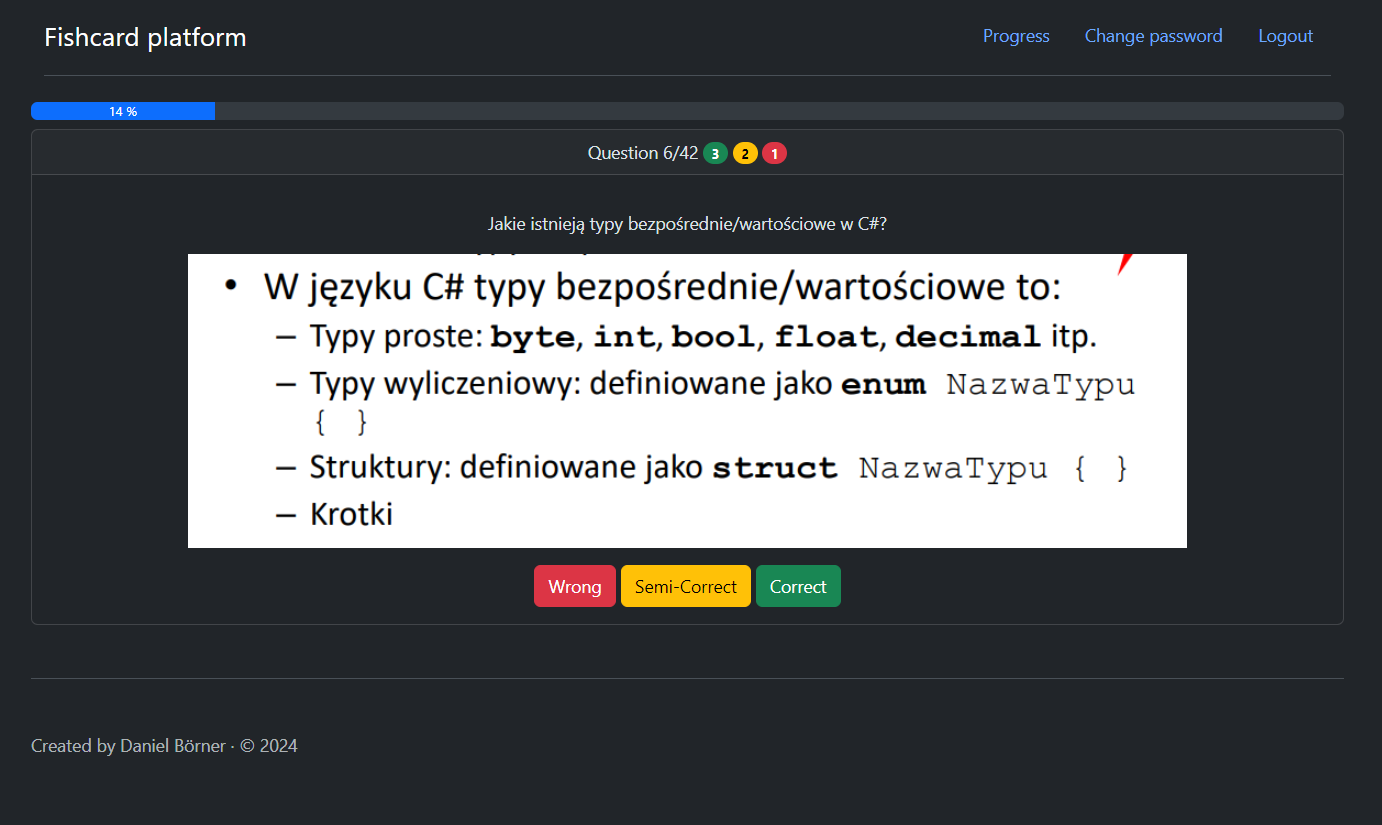 Fishcard platform
Progress Change password Logout
14 %
Question 6/42 3 2 1
Jakie istnieją typy bezpośrednie/wartościowe w C#?
• W języku C# typy bezpośrednie/wartościowe to:
– Typy proste: byte, int, bool, float, decimal itp.
– Typy wyliczeniowy: definiowane jako enum NazwaTypu
{ }
– Struktury: definiowane jako struct NazwaTypu { }
– Krotki
Wrong Semi-Correct Correct
Created by Daniel Börner · © 2024